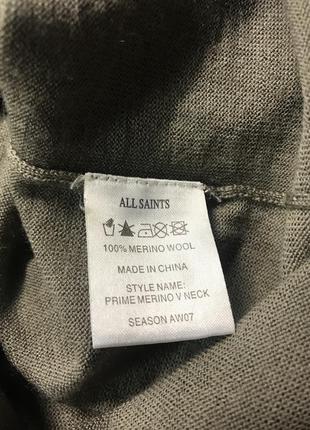 ALL SAINTS
100% MERINO WOOL
MADE IN CHINA
STYLE NAME:
PRIME MERINO V NECK
SEASON AW07